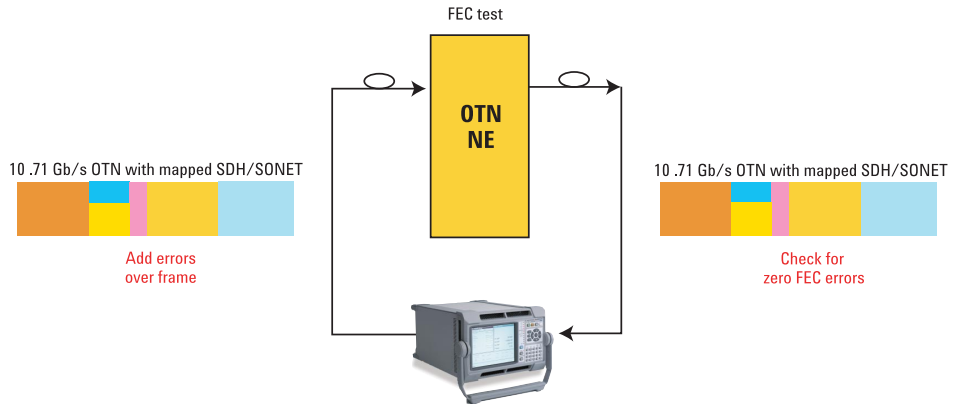 FEC test
OTN
NE
10 .71 Gb/s OTN with mapped SDH/SONET
Add errors
over frame
10 .71 Gb/s OTN with mapped SDH/SONET
Check for
zero FEC errors